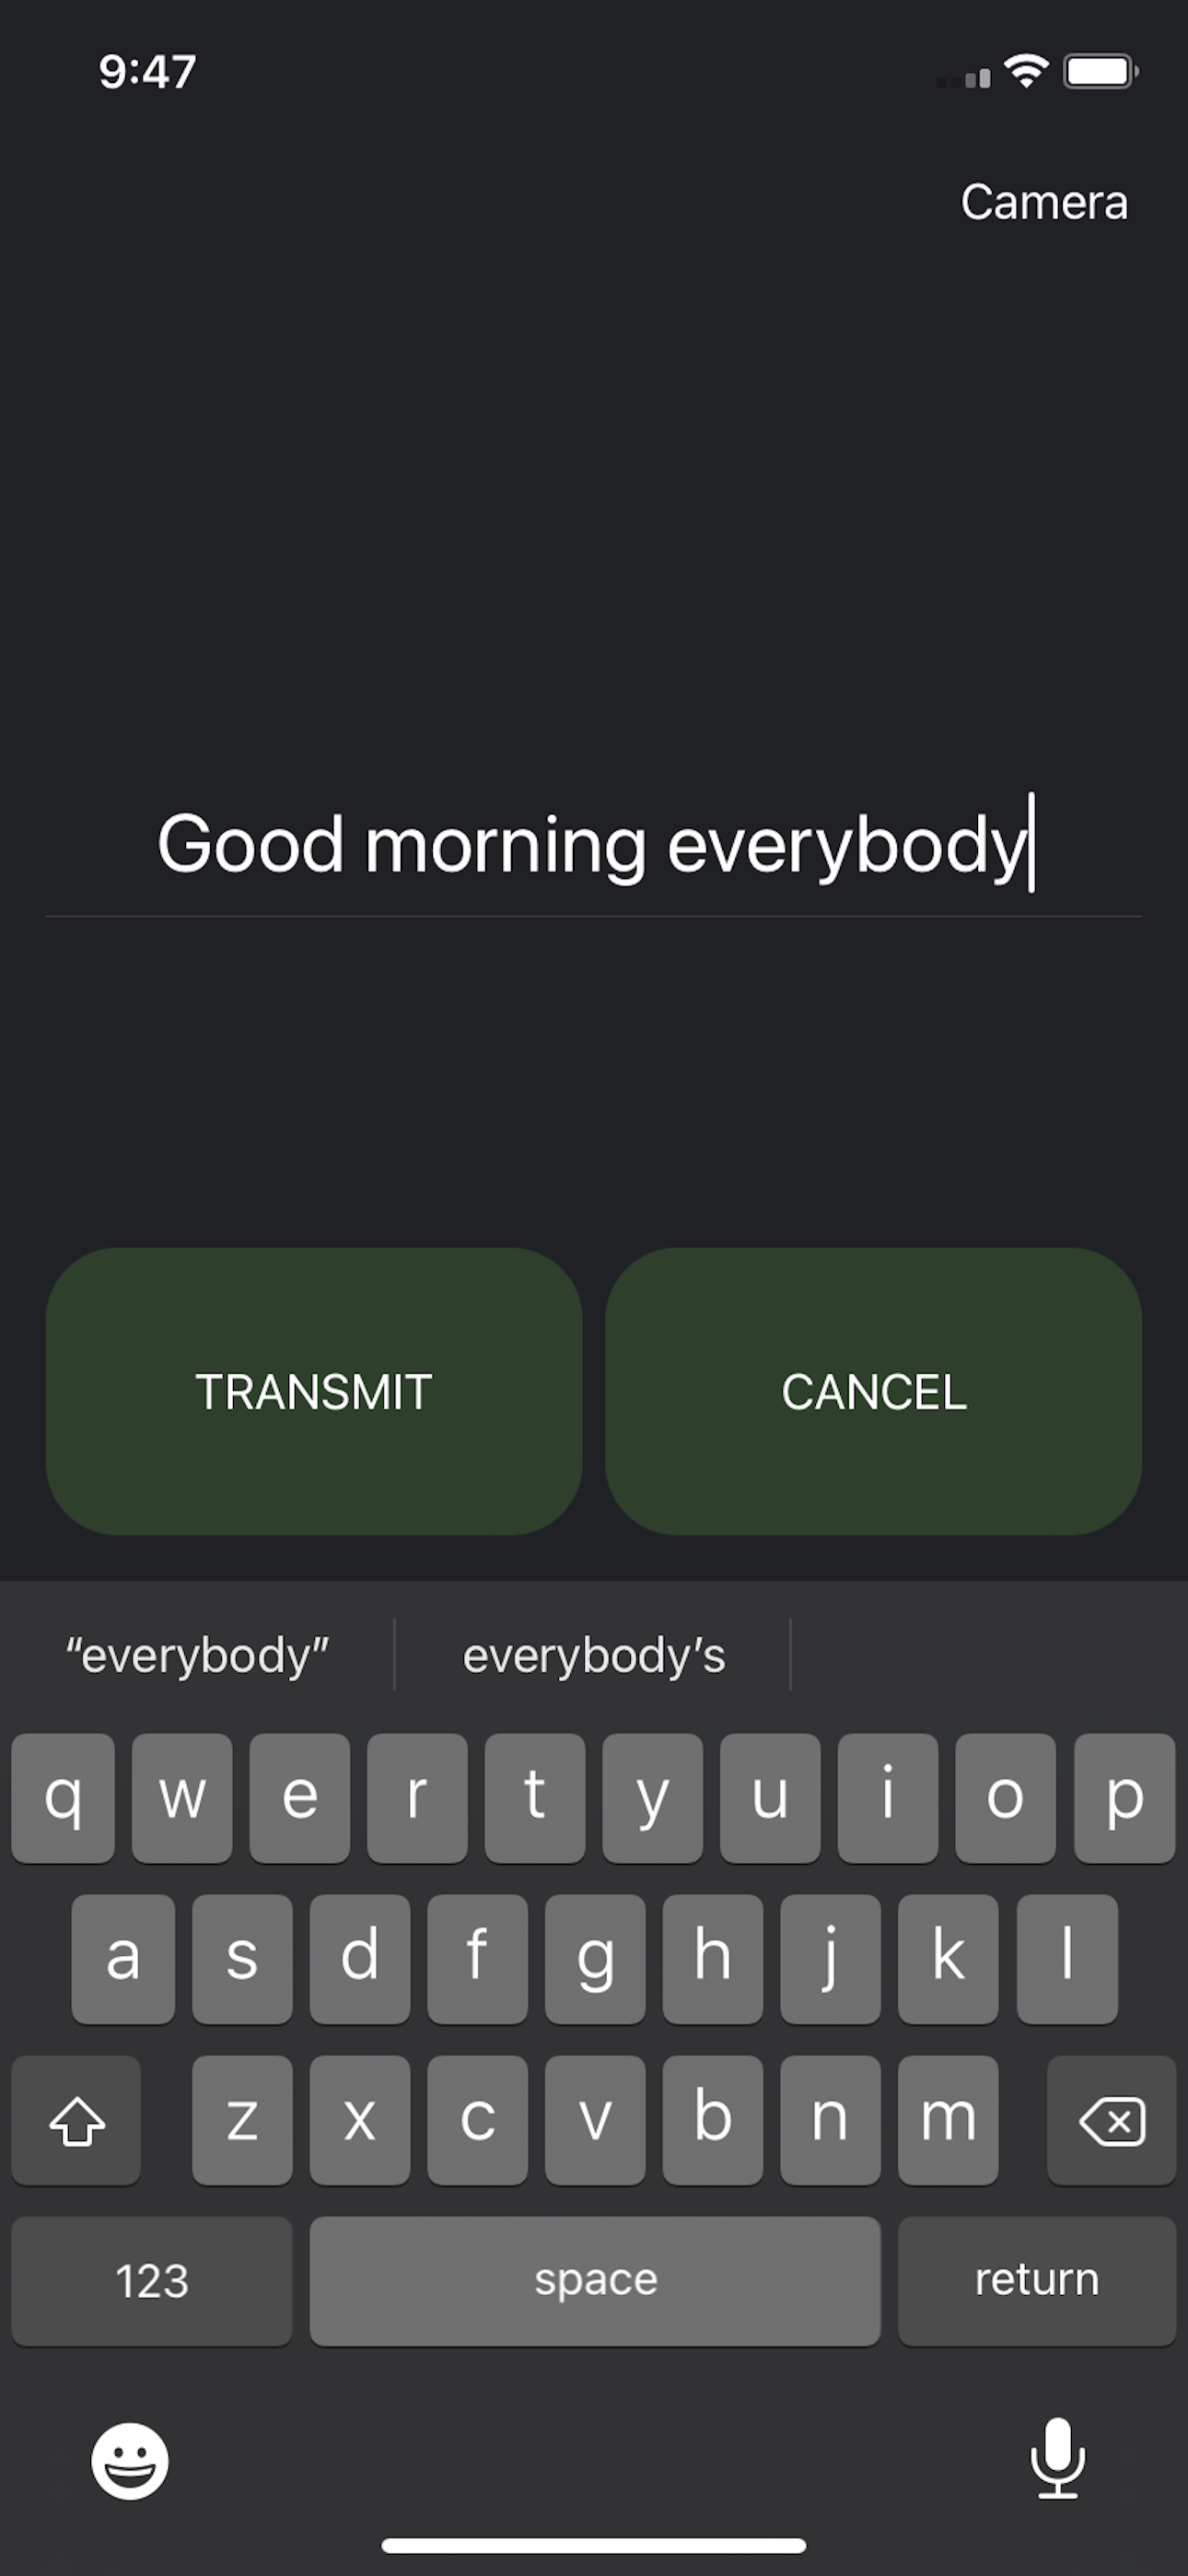 9:47
Camera
Good morning everybody
TRANSMIT CANCEL
“everybody” everybody’s
q w e r t y u i o p
a s d f g h j k l
z x c v b n m
123 space return